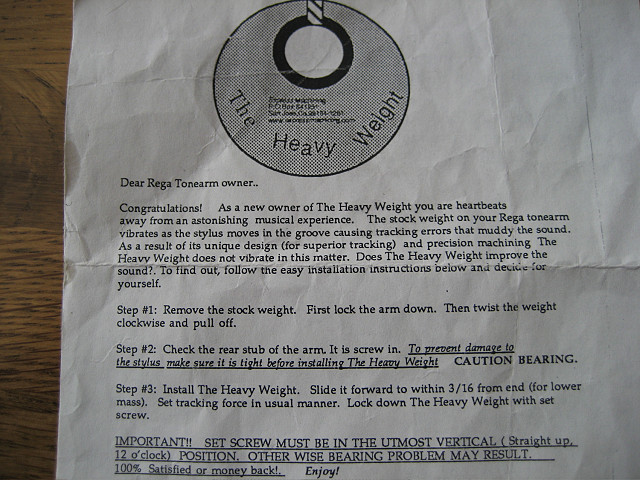 The Heavy Weight
Express Machining
P.O Box
San Jose, Ca.
Dear Rega Tonearm owner..
Congratulations! As a new owner of The Heavy Weight you are heartbeats
away from an astonishing musical experience. The stock weight on your Rega tonearm
vibrates as the stylus moves in the groove causing tracking errors that muddy the sound.
As a result of its unique design (for superior tracking) and precision machining The
Heavy Weight does not vibrate in this matter. Does The Heavy Weight improve the
sound?. To find out, follow the easy installation instructions below and decide for
yourself.
Step #1: Remove the stock weight. First lock the arm down. Then twist the weight
clockwise and pull off.
Step #2: Check the rear stub of the arm. It is screw in. To prevent damage to
the stylus make sure it is tight before installing The Heavy Weight CAUTION BEARING.
Step #3: Install The Heavy Weight. Slide it forward to within 3/16 from end (for lower
mass). Set tracking force in usual manner. Lock down The Heavy Weight with set
screw.
IMPORTANT!! SET SCREW MUST BE IN THE UTMOST VERTICAL ( Straight up,
12 o'clock) POSITION. OTHER WISE BEARING PROBLEM MAY RESULT.
100% Satisfied or money back!. Enjoy!